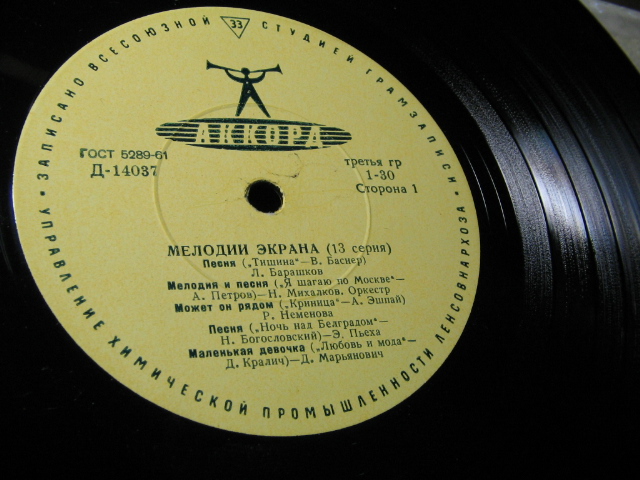 ЗАПИСАНО ВСЕСОЮЗНОЙ СТУДИЕЙ ГРАМЗАПИСИ
33
АККОРД
ГОСТ 5289-61
Д-14037
третья гр
1-30
Сторона 1
МЕЛОДИИ ЭКРАНА (13 серия)
Песня („Тишина“—В. Баснер)
Л. Барашков
Мелодия и песня („Я шагаю по Москве“—
А. Петров)—Н. Михалков. Оркестр
Может он рядом („Криница“—А. Эшпай)
Р. Неменова
Песня („Ночь над Белградом“—
Н. Богословский)—Э. Пьеха
Маленькая девочка („Любовь и мода“—
Д. Кралич)—Д. Марьянович
УПРАВЛЕНИЕ ХИМИЧЕСКОЙ ПРОМЫШЛЕННОСТИ ЛЕНСОВНАРХОЗА